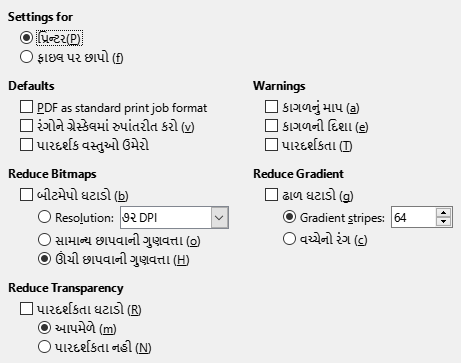 Settings for
પ્રિન્ટર(P)
ફાઇલ પર છાપો (f)
Defaults
PDF as standard print job format
રંગોને ગ્રેસ્કેલમાં રુપાંતરીત કરો (v)
પારદર્શક વસ્તુઓ ઉમેરો
Warnings
કાગળનું માપ (a)
કાગળની દિશા (e)
પારદર્શકતા (T)
Reduce Bitmaps
બીટમેપો ઘટાડો (b)
Resolution: ૭૨ DPI
સામાન્ય છાપવાની ગુણવત્તા (o)
ઊંચી છાપવાની ગુણવત્તા (H)
Reduce Gradient
ઢાળ ઘટાડો (g)
Gradient stripes: 64
વચ્ચેનો રંગ (c)
Reduce Transparency
પારદર્શકતા ઘટાડો (R)
આપમેળે (m)
પારદર્શકતા નહી (N)